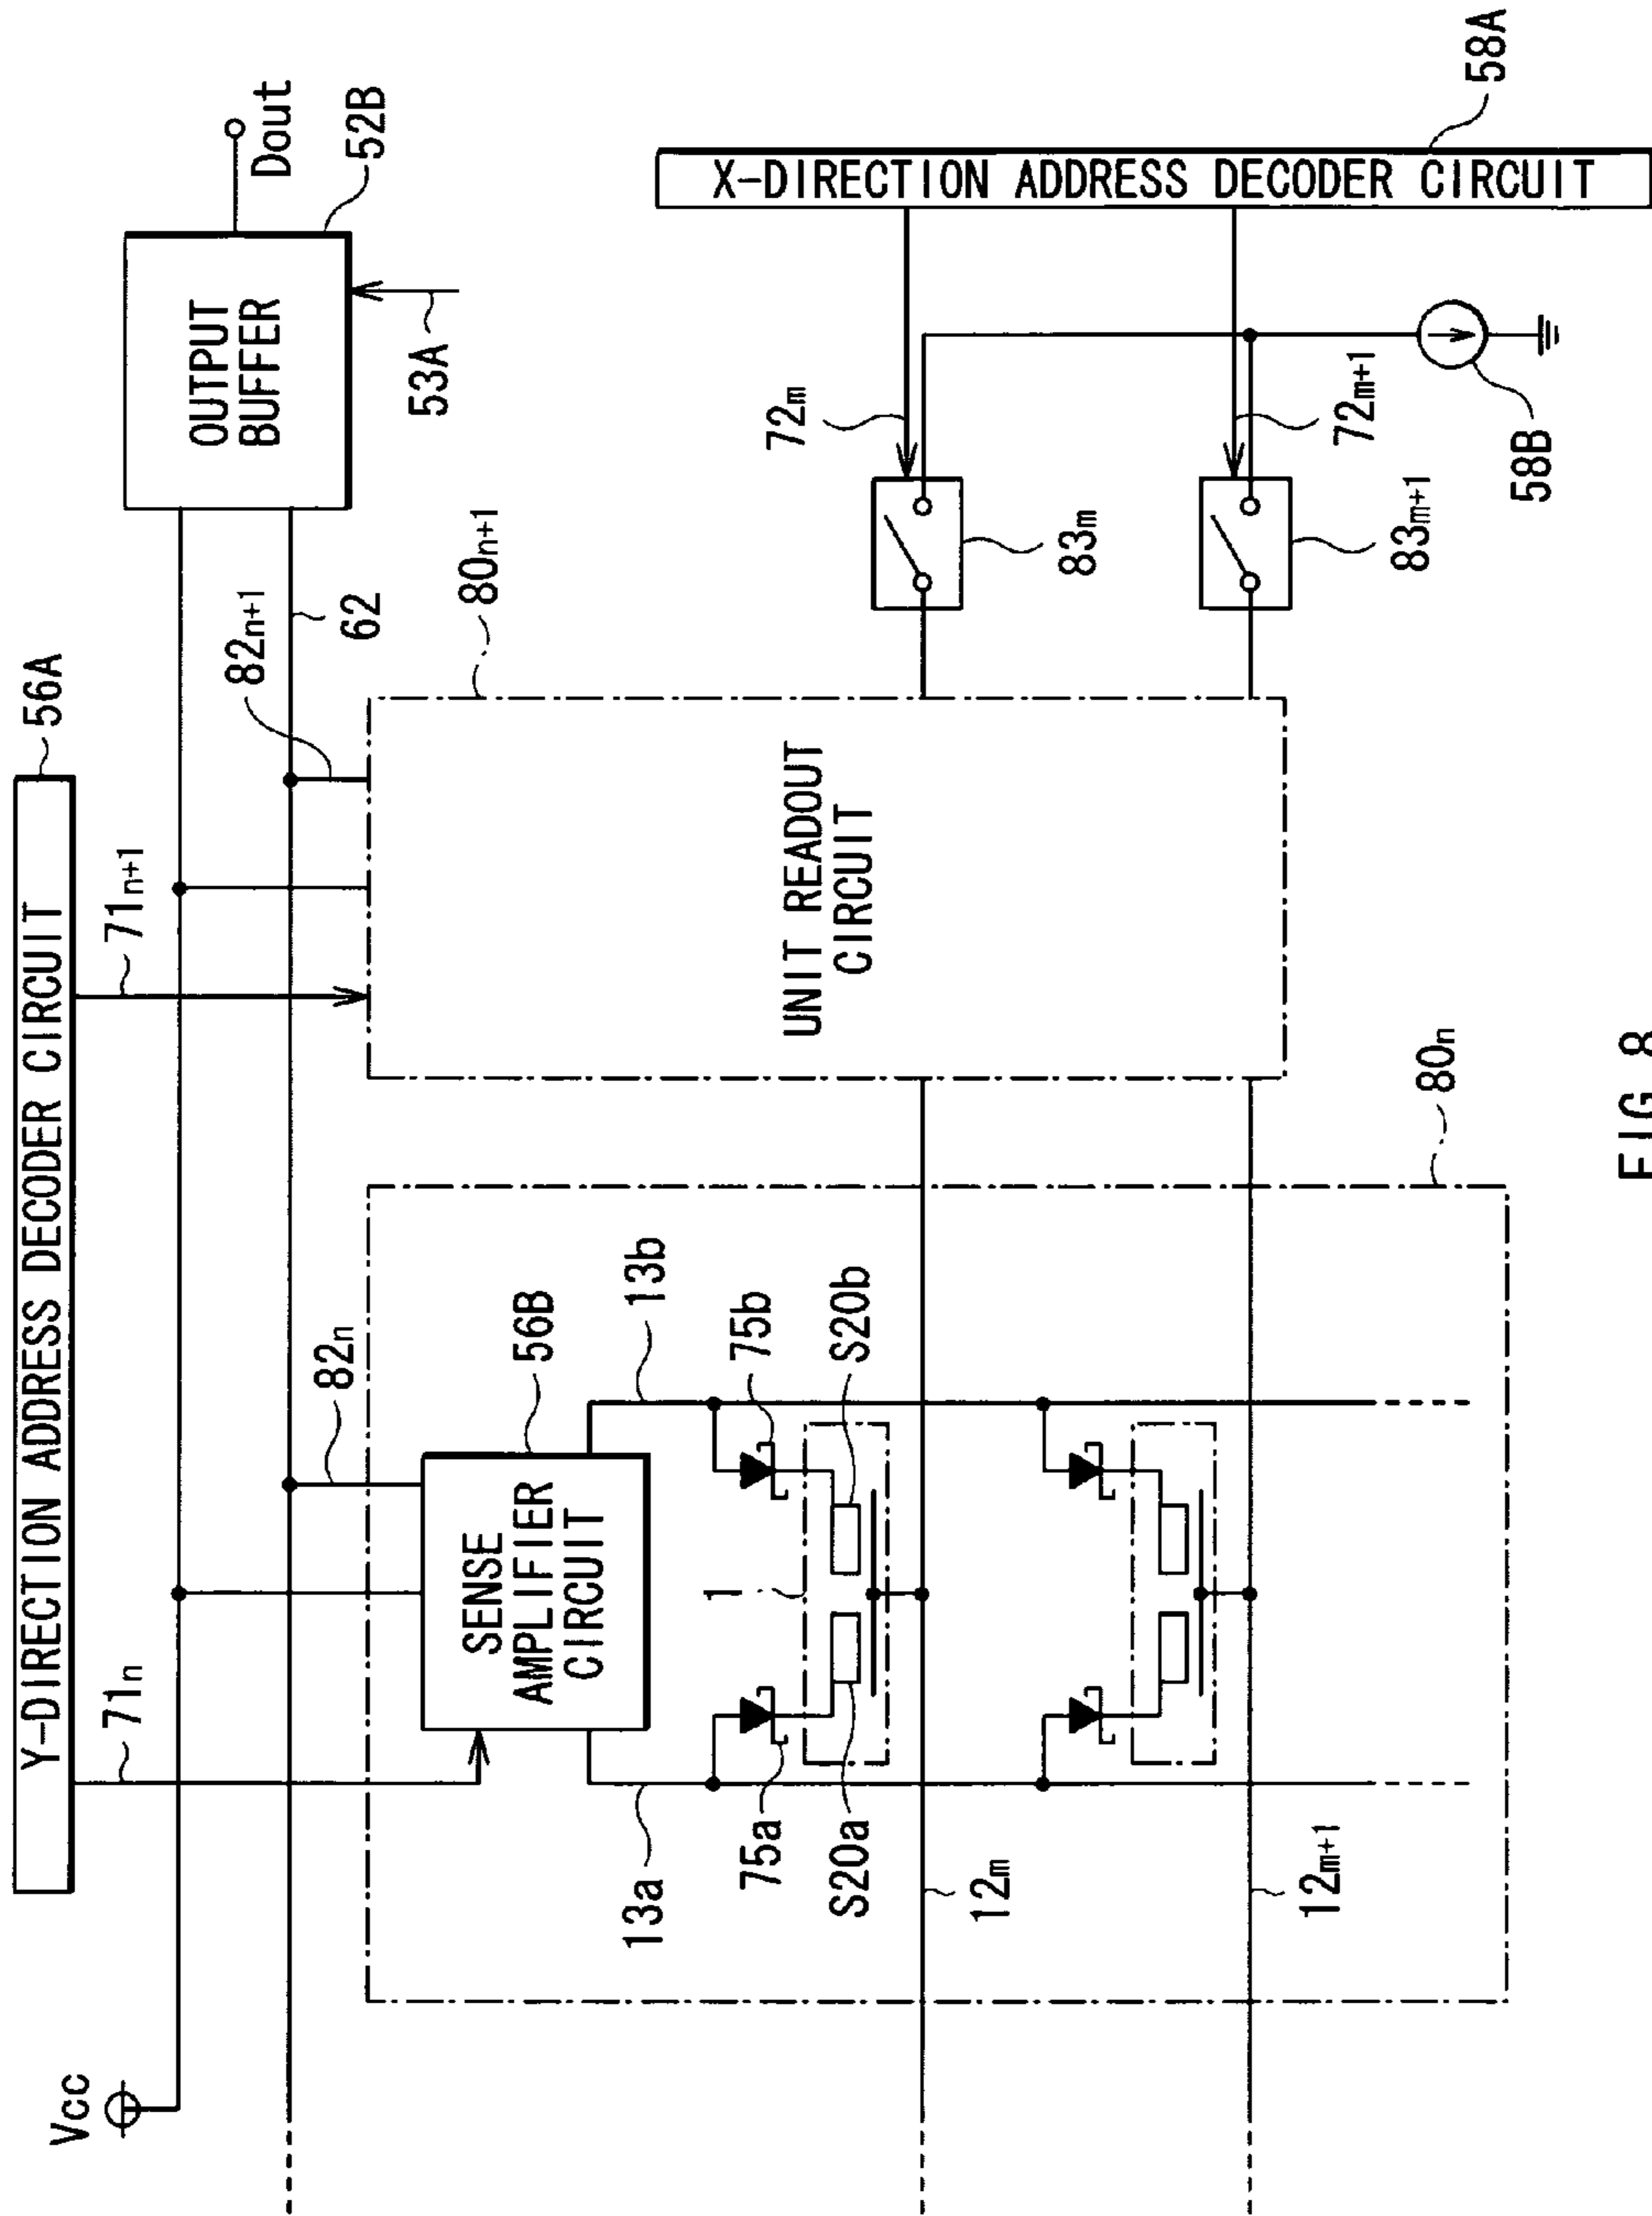 Y-DIRECTION ADDRESS DECODER CIRCUIT
56A
Vcc
71n
71n+1
82n
82n+1
62
OUTPUT
BUFFER
Dout
52B
53A
SENSE
AMPLIFIER
CIRCUIT
56B
13a
13b
75a
75b
1
S20a
S20b
12m
12m+1
80n
UNIT READOUT
CIRCUIT
80n+1
72m
72m+1
83m
83m+1
58B
X-DIRECTION ADDRESS DECODER CIRCUIT
58A
FIG. 8